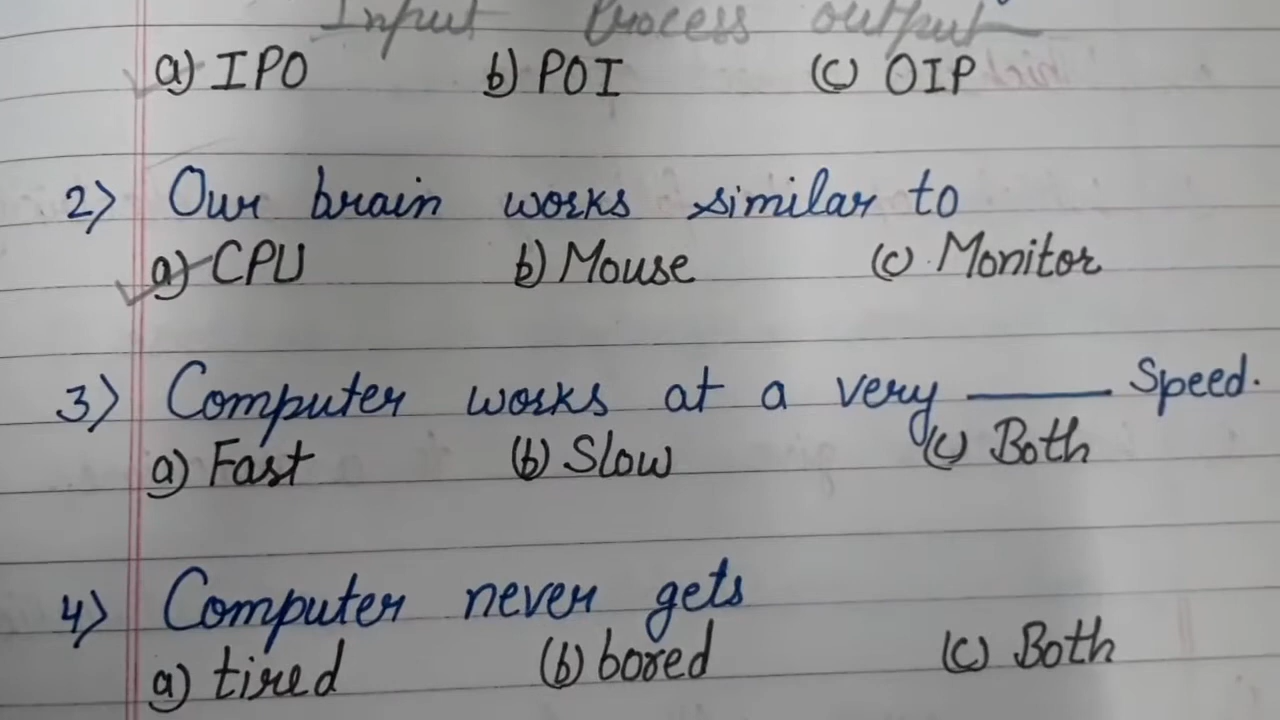 Input Process output
a) IPO b) POI (c) OIP
2) Our brain works similar to
a) CPU b) Mouse (c) Monitor
3) Computer works at a very ______ Speed.
a) Fast (b) Slow (c) Both
4) Computer never gets
a) tired (b) bored (c) Both